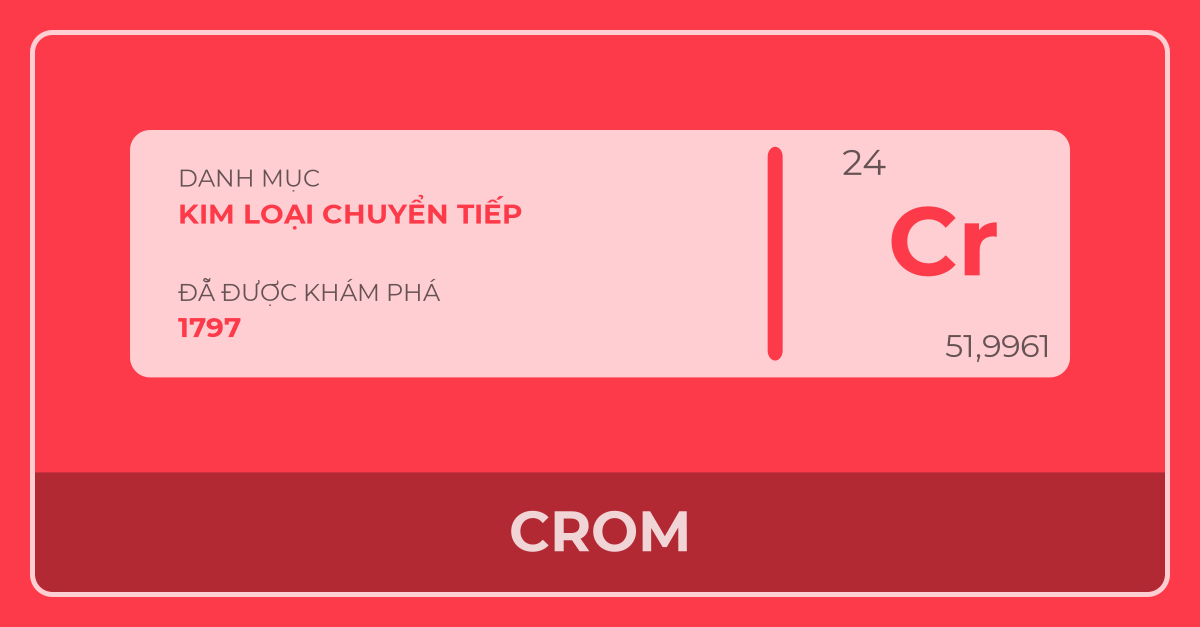 DANH MỤC
KIM LOẠI CHUYỂN TIẾP
ĐÃ ĐƯỢC KHÁM PHÁ
1797
24
Cr
51,9961
CROM